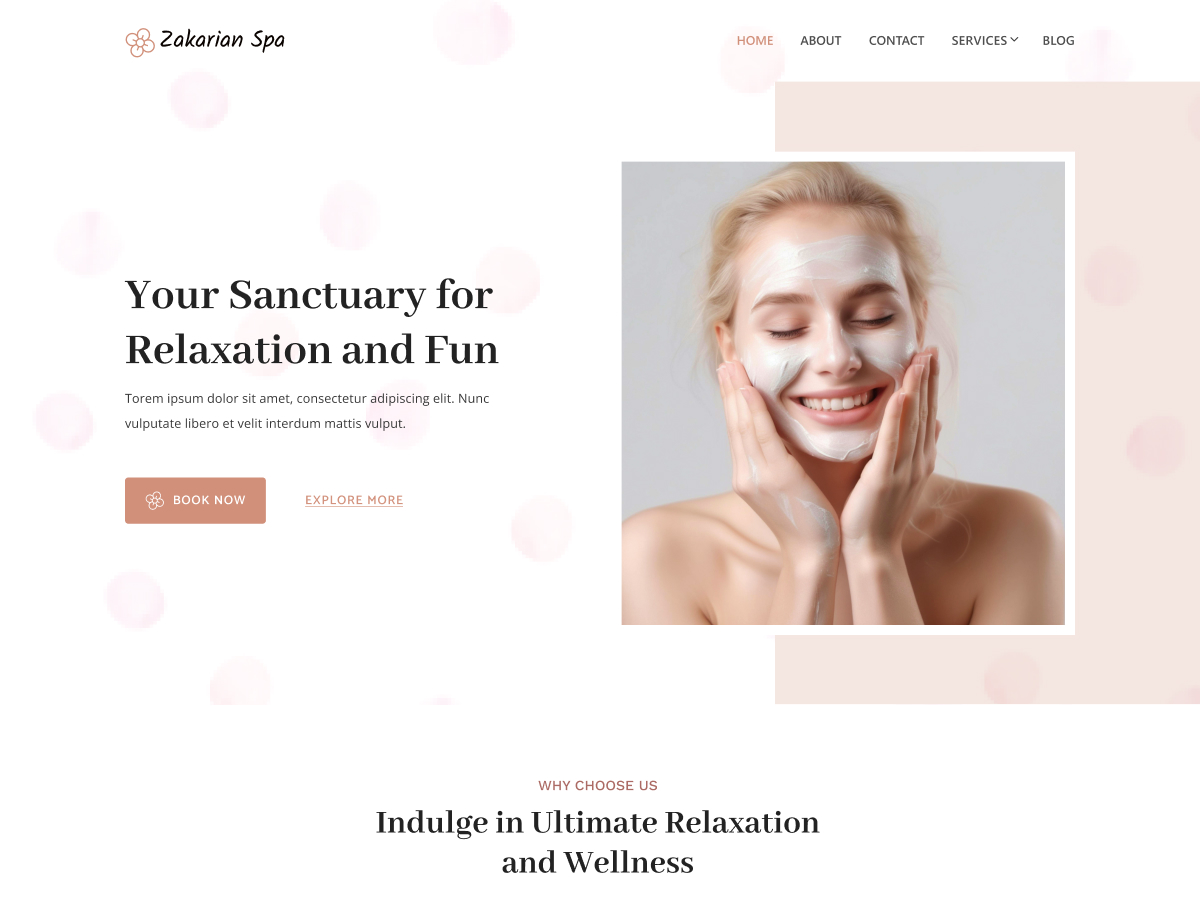 Zakarian Spa
HOME ABOUT CONTACT SERVICES BLOG
Your Sanctuary for
Relaxation and Fun
Torem ipsum dolor sit amet, consectetur adipiscing elit. Nunc
vulputate libero et velit interdum mattis vulput.
BOOK NOW EXPLORE MORE
WHY CHOOSE US
Indulge in Ultimate Relaxation
and Wellness